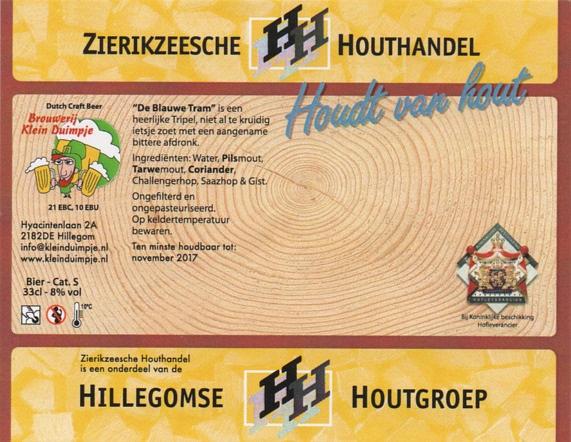 ZIERIKZEESCHE HH HOUTHANDEL
Houdt van hout
Dutch Craft Beer
Brouwerij
Klein Duimpje
21 EBC, 10 EBU
Hyacintenlaan 2A
2182DE Hillegom
info@kleinduimpje.nl
www.kleinduimpje.nl
Bier - Cat. S
33cl - 8% vol
10°C
"De Blauwe Tram" is een
heerlijke Tripel, niet al te kruidig
ietsje zoet met een aangename
bittere afdronk.
Ingrediënten: Water, Pilsmout,
Tarwemout, Coriander,
Challengerhop, Saazhop & Gist.
Ongefilterd en
ongepasteuriseerd.
Op keldertemperatuur
bewaren.
Ten minste houdbaar tot:
november 2017
HOFLEVERANCIER
Bij Koninklijke beschikking
Hofleverancier
Zierikzeesche Houthandel
is een onderdeel van de
HILLEGOMSE HH HOUTGROEP